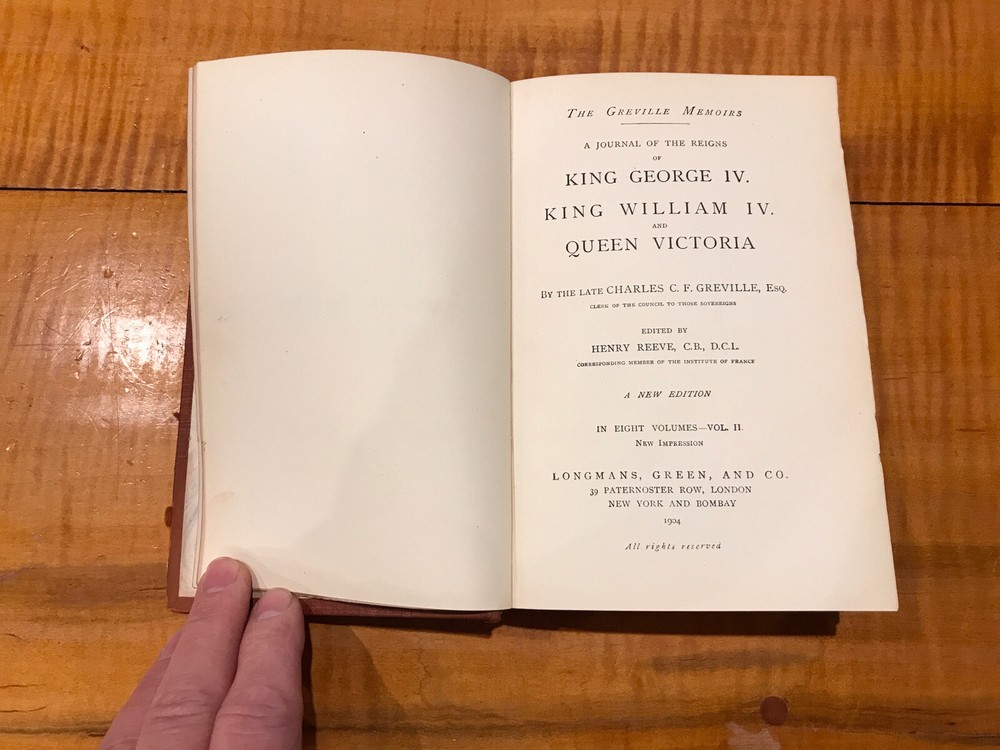 The Greville Memoirs
A JOURNAL OF THE REIGNS
OF
KING GEORGE IV.
KING WILLIAM IV.
AND
QUEEN VICTORIA
By the late CHARLES C. F. GREVILLE, Esq.
CLERK OF THE COUNCIL TO THOSE SOVEREIGNS
EDITED BY
HENRY REEVE, C.B., D.C.L.
CORRESPONDING MEMBER OF THE INSTITUTE OF FRANCE
A NEW EDITION
IN EIGHT VOLUMES—VOL. II.
New Impression
LONGMANS, GREEN, AND CO.
39 PATERNOSTER ROW, LONDON
NEW YORK AND BOMBAY
1904
All rights reserved